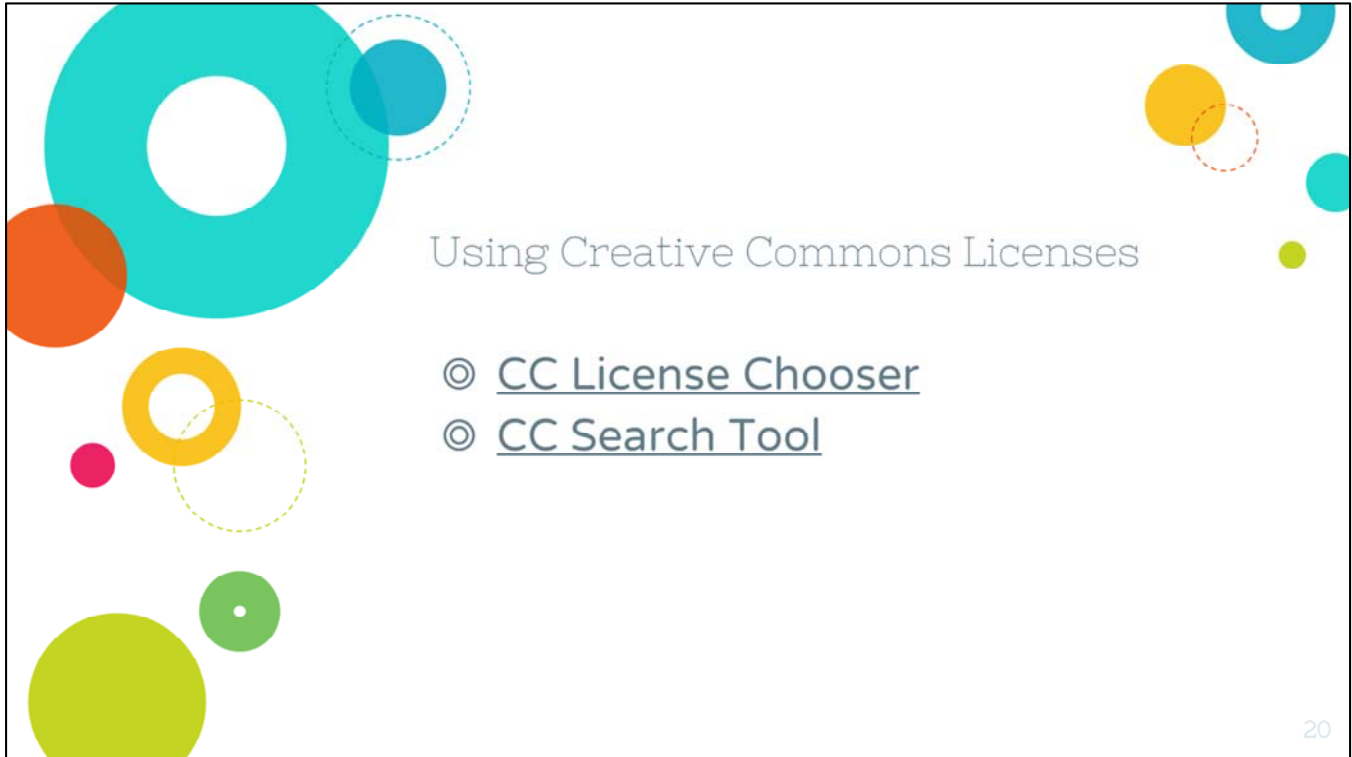 Using Creative Commons Licenses
◎ CC License Chooser
◎ CC Search Tool
20